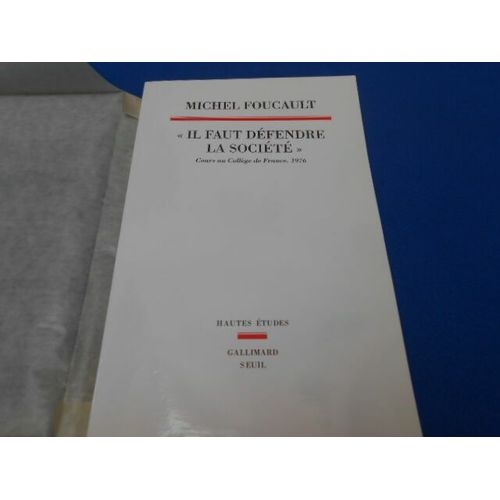 MICHEL FOUCAULT
« IL FAUT DÉFENDRE
LA SOCIÉTÉ »
Cours au Collège de France. 1976
HAUTES ÉTUDES
GALLIMARD
SEUIL